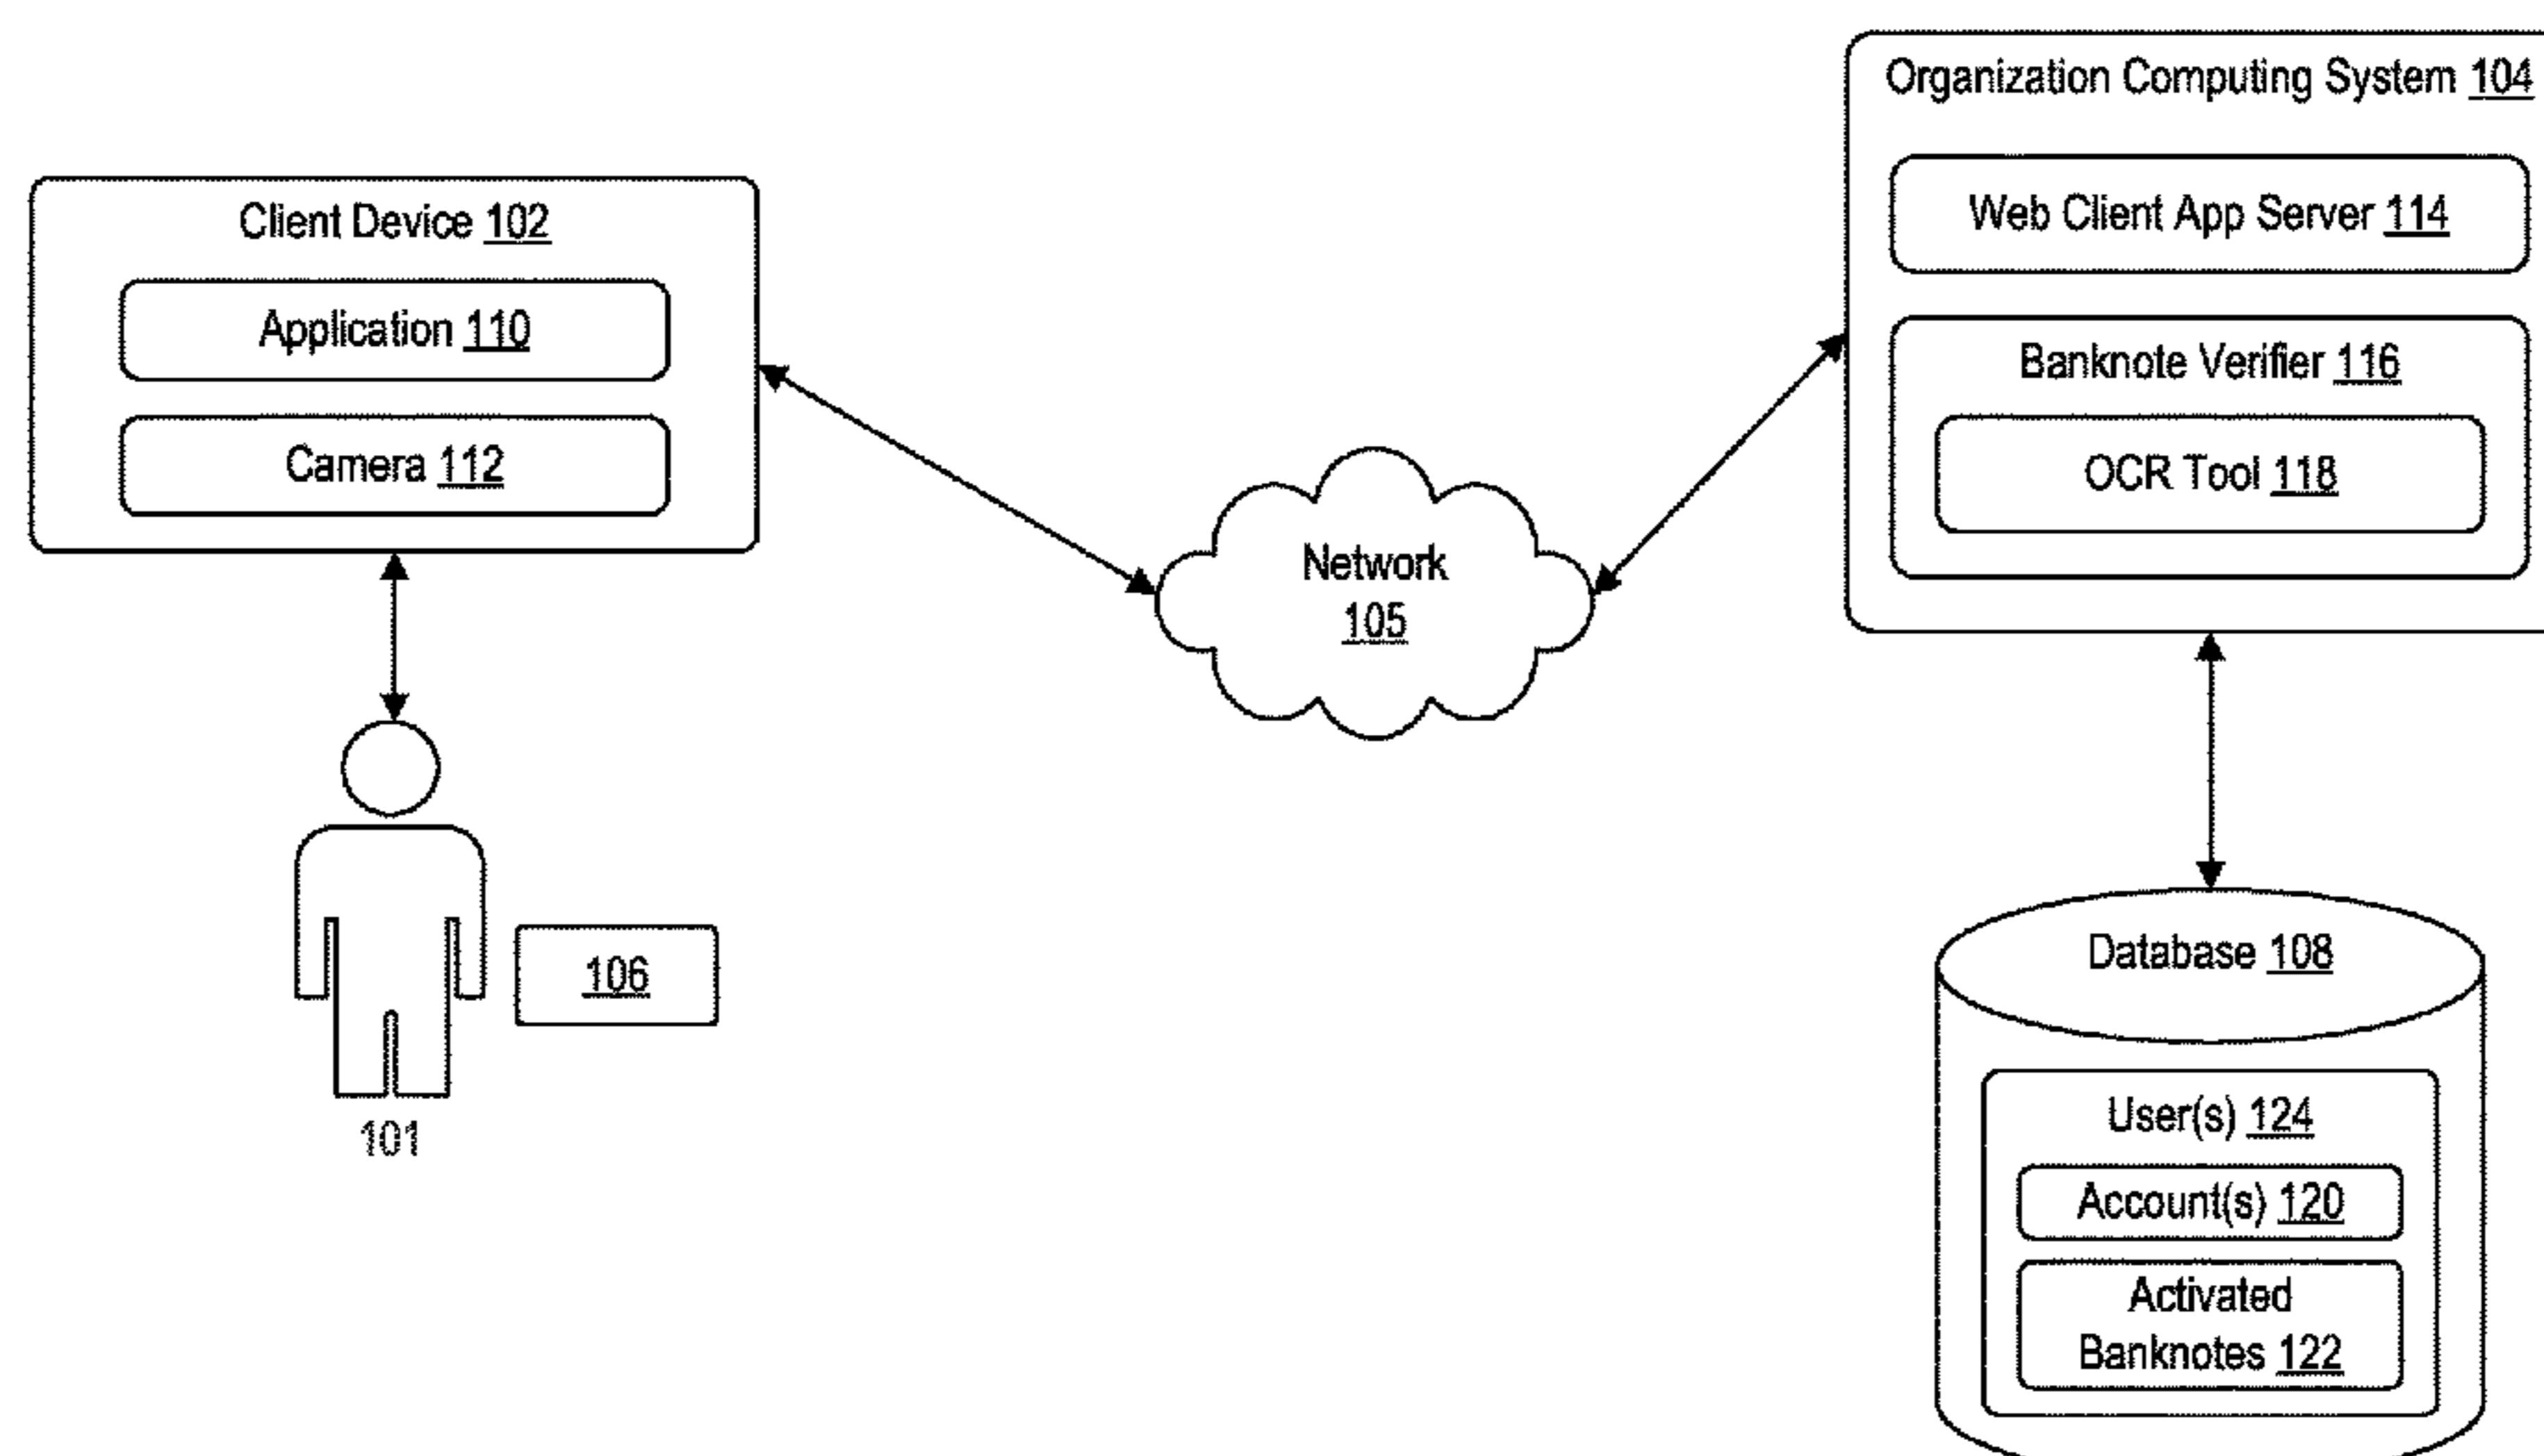 Organization Computing System 104
Web Client App Server 114
Banknote Verifier 116
OCR Tool 118
Client Device 102
Application 110
Camera 112
Network
105
106
101
Database 108
User(s) 124
Account(s) 120
Activated
Banknotes 122